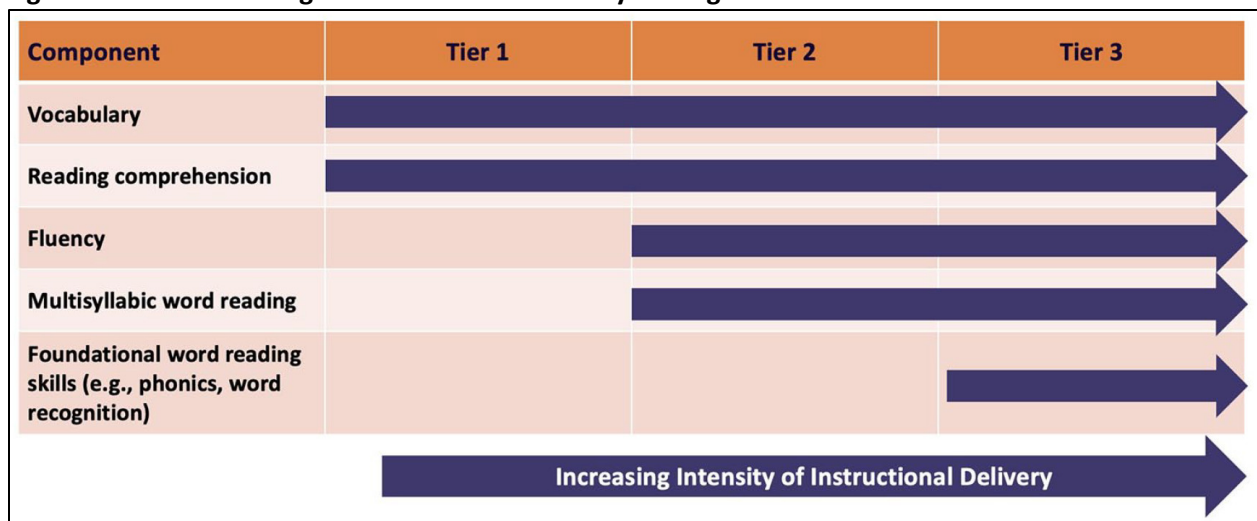 Component Tier 1 Tier 2 Tier 3
Vocabulary
Reading comprehension
Fluency
Multisyllabic word reading
Foundational word reading
skills (e.g., phonics, word
recognition)
Increasing Intensity of Instructional Delivery